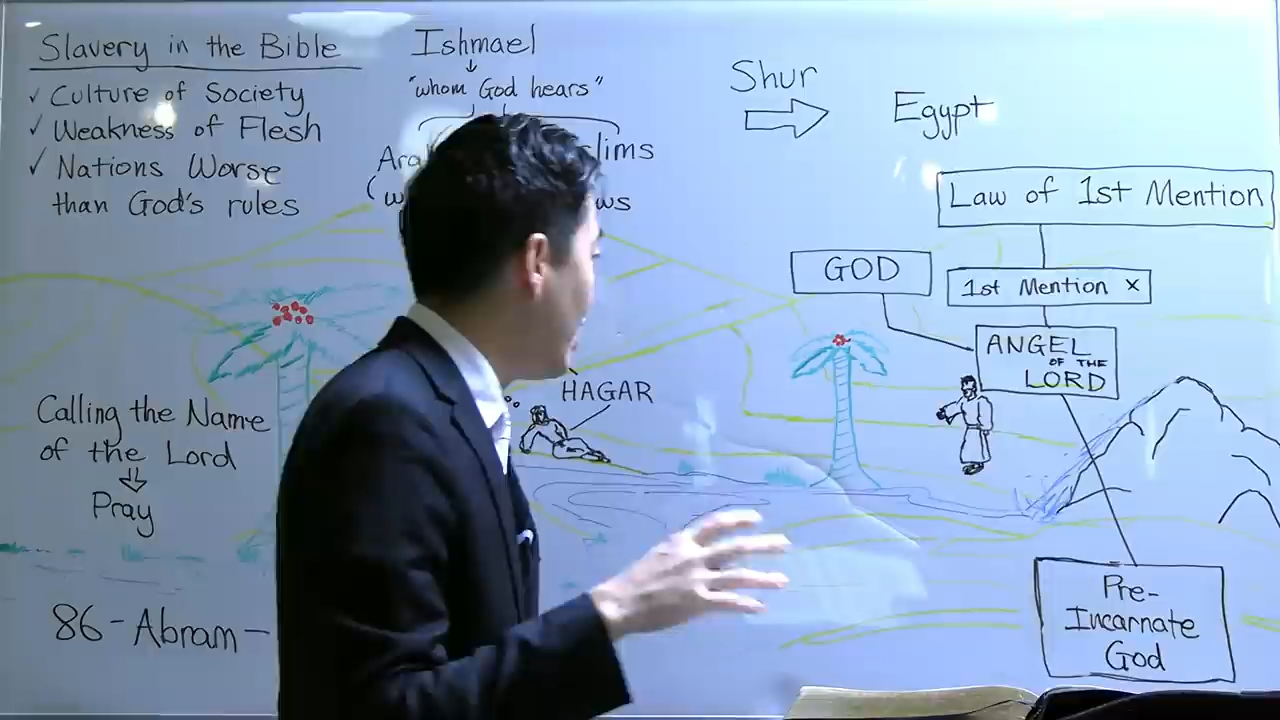 Slavery in the Bible
✓ Culture of Society
✓ Weakness of Flesh
✓ Nations Worse
than God's rules
Ishmael
"whom God hears"
Shur
Egypt
Law of 1st Mention
GOD
1st Mention x
ANGEL
OF THE
LORD
HAGAR
Calling the Name
of the Lord
Pray
86-Abram-
Pre-
Incarnate
God